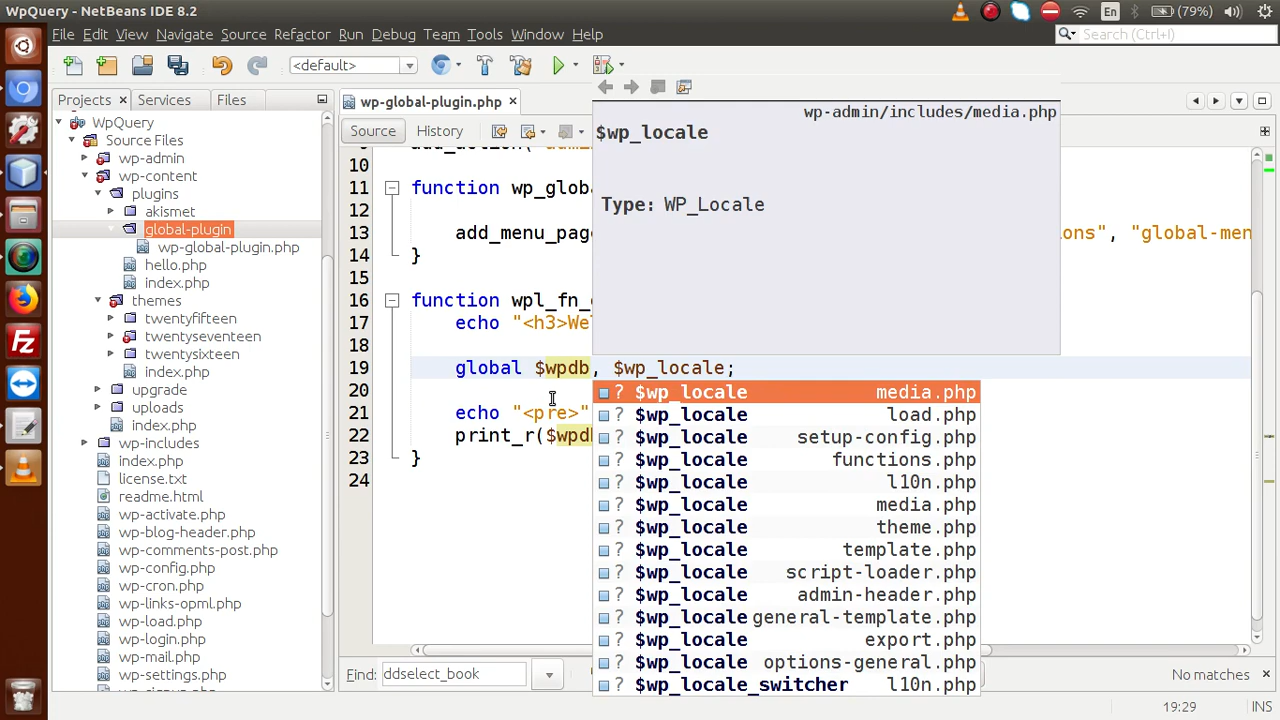 WpQuery - NetBeans IDE 8.2
En
(79%)
File Edit View Navigate Source Refactor Run Debug Team Tools Window Help
Search (Ctrl+I)
<default>
Projects Services Files
wp-global-plugin.php
Source History
WpQuery
Source Files
wp-admin
wp-content
plugins
akismet
global-plugin
wp-global-plugin.php
hello.php
index.php
themes
twentyfifteen
twentyseventeen
twentysixteen
index.php
upgrade
uploads
index.php
wp-includes
index.php
license.txt
readme.html
wp-activate.php
wp-blog-header.php
wp-comments-post.php
wp-config.php
wp-cron.php
wp-links-opml.php
wp-load.php
wp-login.php
wp-mail.php
wp-settings.php
10
11 function wp_globa
12
13 add_menu_page ons", "global-men
14 }
15
16 function wpl_fn_
17 echo "<h3>We
18
19 global $wpdb, $wp_locale;
20
21 echo "<pre>"
22 print_r($wpdb
23 }
24
wp-admin/includes/media.php
$wp_locale
Type: WP_Locale
? $wp_locale media.php
? $wp_locale load.php
? $wp_locale setup-config.php
? $wp_locale functions.php
? $wp_locale l10n.php
? $wp_locale media.php
? $wp_locale theme.php
? $wp_locale template.php
? $wp_locale script-loader.php
? $wp_locale admin-header.php
? $wp_locale general-template.php
? $wp_locale export.php
? $wp_locale options-general.php
? $wp_locale_switcher l10n.php
Find: ddselect_book
No matches
19:29 INS